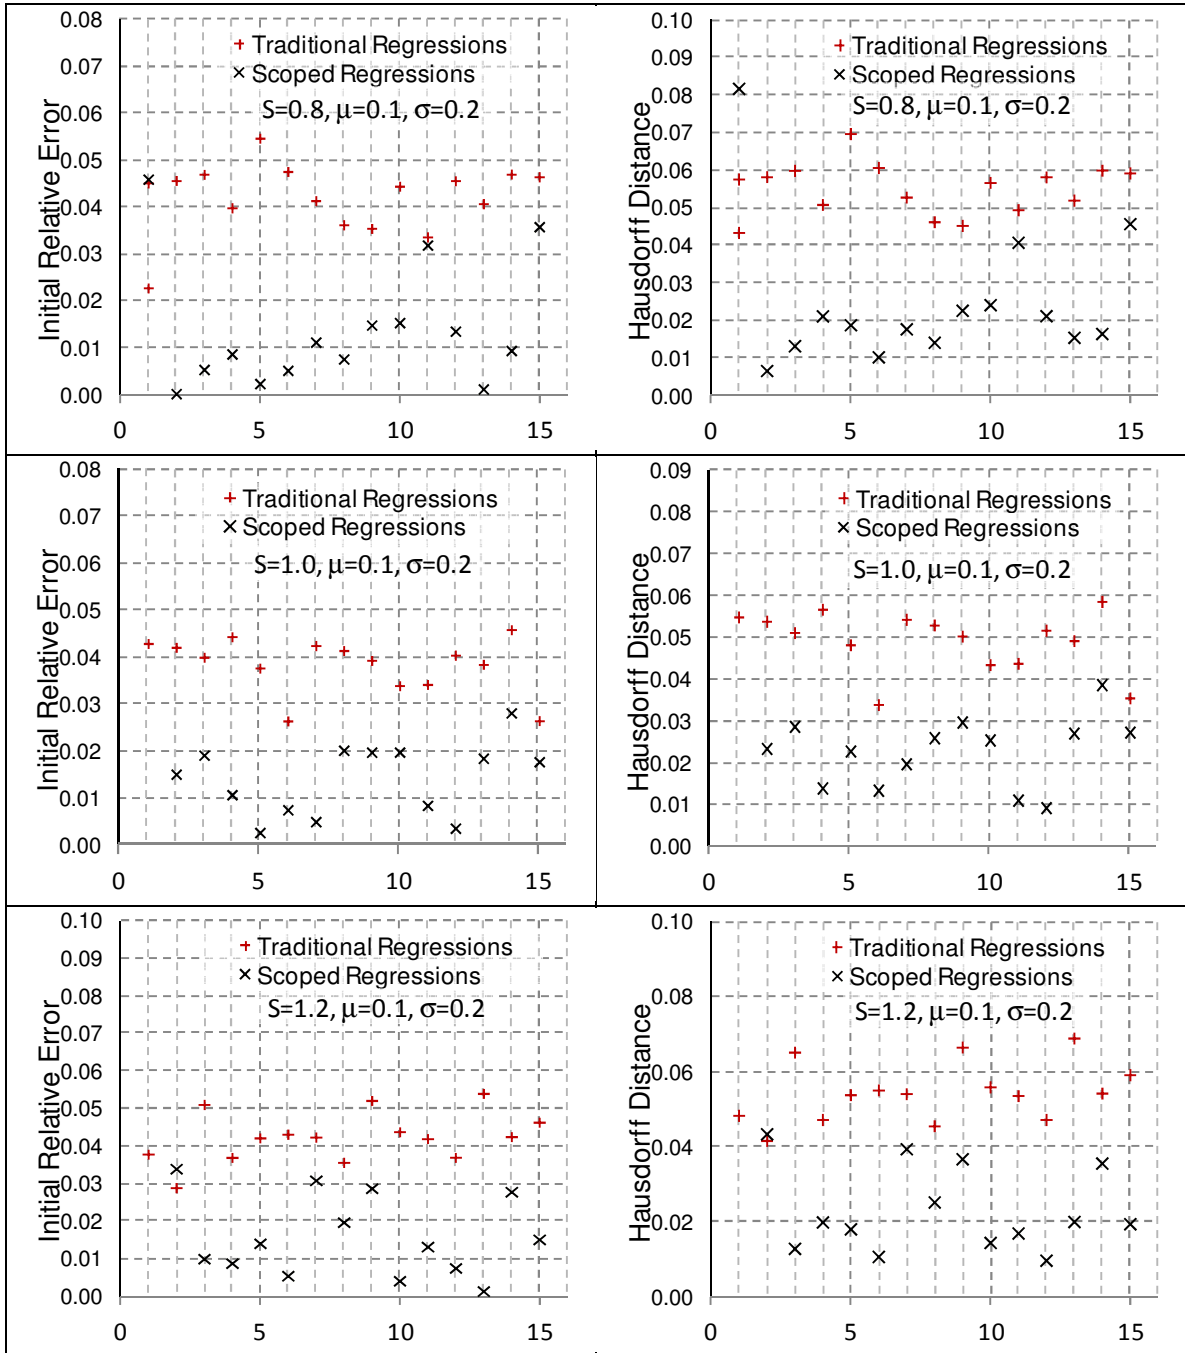 0.08
0.07
0.06
0.05
0.04
0.03
0.02
0.01
0.00
Initial Relative Error
Traditional Regressions
Scoped Regressions
S=0.8, μ=0.1, σ=0.2
0 5 10 15
0.10
0.09
0.08
0.07
0.06
0.05
0.04
0.03
0.02
0.01
0.00
Hausdorff Distance
Traditional Regressions
Scoped Regressions
S=0.8, μ=0.1, σ=0.2
0 5 10 15
0.08
0.07
0.06
0.05
0.04
0.03
0.02
0.01
0.00
Initial Relative Error
Traditional Regressions
Scoped Regressions
S=1.0, μ=0.1, σ=0.2
0 5 10 15
0.09
0.08
0.07
0.06
0.05
0.04
0.03
0.02
0.01
0.00
Hausdorff Distance
Traditional Regressions
Scoped Regressions
S=1.0, μ=0.1, σ=0.2
0 5 10 15
0.10
0.09
0.08
0.07
0.06
0.05
0.04
0.03
0.02
0.01
0.00
Initial Relative Error
Traditional Regressions
Scoped Regressions
S=1.2, μ=0.1, σ=0.2
0 5 10 15
0.10
0.08
0.06
0.04
0.02
0.00
Hausdorff Distance
Traditional Regressions
Scoped Regressions
S=1.2, μ=0.1, σ=0.2
0 5 10 15